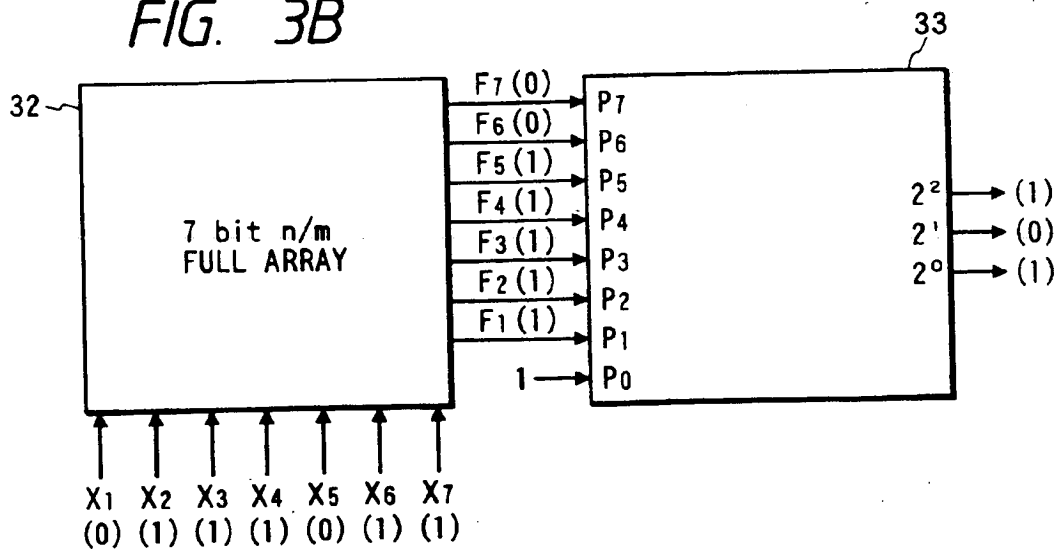 FIG. 3B
33
32
F7(0)
F6(0)
F5(1)
F4(1)
F3(1)
F2(1)
F1(1)
1
7 bit n/m
FULL ARRAY
P7
P6
P5
P4
P3
P2
P1
P0
2² (1)
2¹ (0)
2⁰ (1)
X1 X2 X3 X4 X5 X6 X7
(0) (1) (1) (1) (0) (1) (1)